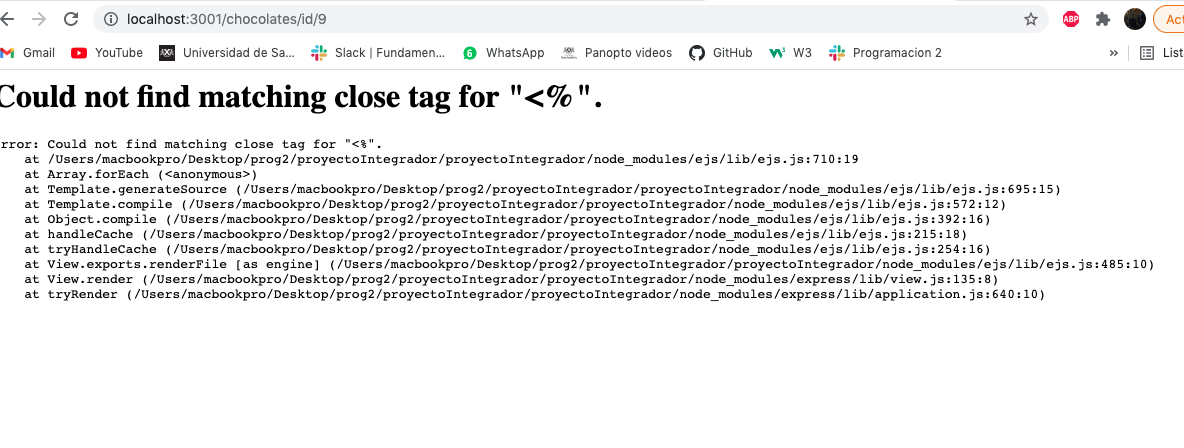 localhost:3001/chocolates/id/9
ABP
Act
Gmail YouTube Universidad de Sa... Slack | Fundamen... 6 WhatsApp Panopto videos GitHub W3 Programacion 2 » Lista
Could not find matching close tag for "<%".
rror: Could not find matching close tag for "<%".
at /Users/macbookpro/Desktop/prog2/proyectoIntegrador/proyectoIntegrador/node_modules/ejs/lib/ejs.js:710:19
at Array.forEach (<anonymous>)
at Template.generateSource (/Users/macbookpro/Desktop/prog2/proyectoIntegrador/proyectoIntegrador/node_modules/ejs/lib/ejs.js:695:15)
at Template.compile (/Users/macbookpro/Desktop/prog2/proyectoIntegrador/proyectoIntegrador/node_modules/ejs/lib/ejs.js:572:12)
at Object.compile (/Users/macbookpro/Desktop/prog2/proyectoIntegrador/proyectoIntegrador/node_modules/ejs/lib/ejs.js:392:16)
at handleCache (/Users/macbookpro/Desktop/prog2/proyectoIntegrador/proyectoIntegrador/node_modules/ejs/lib/ejs.js:215:18)
at tryHandleCache (/Users/macbookpro/Desktop/prog2/proyectoIntegrador/proyectoIntegrador/node_modules/ejs/lib/ejs.js:254:16)
at View.exports.renderFile [as engine] (/Users/macbookpro/Desktop/prog2/proyectoIntegrador/proyectoIntegrador/node_modules/ejs/lib/ejs.js:485:10)
at View.render (/Users/macbookpro/Desktop/prog2/proyectoIntegrador/proyectoIntegrador/node_modules/express/lib/view.js:135:8)
at tryRender (/Users/macbookpro/Desktop/prog2/proyectoIntegrador/proyectoIntegrador/node_modules/express/lib/application.js:640:10)